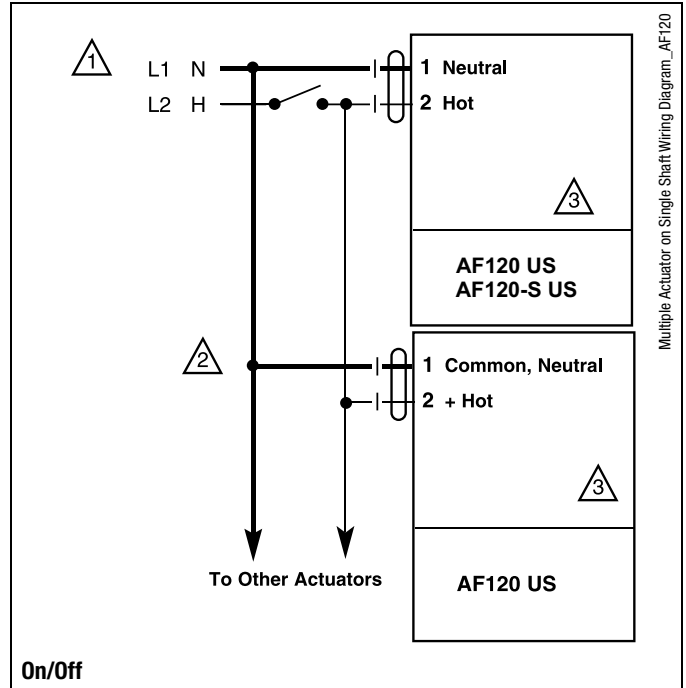 1
L1 N
1 Neutral
L2 H
2 Hot
3
AF120 US
AF120-S US
2
1 Common, Neutral
2 + Hot
3
To Other Actuators
AF120 US
On/Off
Multiple Actuator on Single Shaft Wiring Diagram_AF120